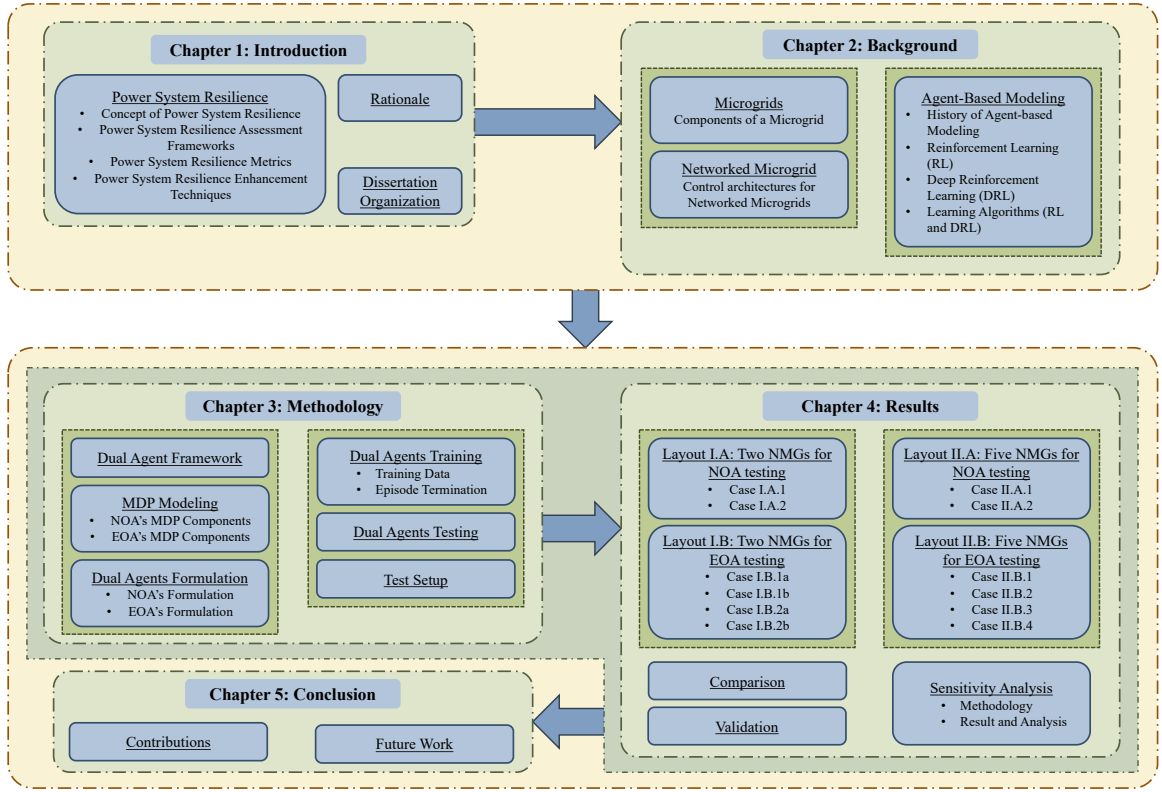 Chapter 1: Introduction
Power System Resilience
• Concept of Power System Resilience
• Power System Resilience Assessment
Frameworks
• Power System Resilience Metrics
• Power System Resilience Enhancement
Techniques
Rationale
Dissertation
Organization
Chapter 2: Background
Microgrids
Components of a Microgrid
Networked Microgrid
Control architectures for
Networked Microgrids
Agent-Based Modeling
• History of Agent-based
Modeling
• Reinforcement Learning
(RL)
• Deep Reinforcement
Learning (DRL)
• Learning Algorithms (RL
and DRL)
Chapter 3: Methodology
Dual Agent Framework
MDP Modeling
• NOA's MDP Components
• EOA's MDP Components
Dual Agents Formulation
• NOA's Formulation
• EOA's Formulation
Dual Agents Training
• Training Data
• Episode Termination
Dual Agents Testing
Test Setup
Chapter 4: Results
Layout I.A: Two NMGs for
NOA testing
• Case I.A.1
• Case I.A.2
Layout I.B: Two NMGs for
EOA testing
• Case I.B.1a
• Case I.B.1b
• Case I.B.2a
• Case I.B.2b
Layout II.A: Five NMGs for
NOA testing
• Case II.A.1
• Case II.A.2
Layout II.B: Five NMGs
for EOA testing
• Case II.B.1
• Case II.B.2
• Case II.B.3
• Case II.B.4
Comparison
Validation
Sensitivity Analysis
• Methodology
• Result and Analysis
Chapter 5: Conclusion
Contributions
Future Work